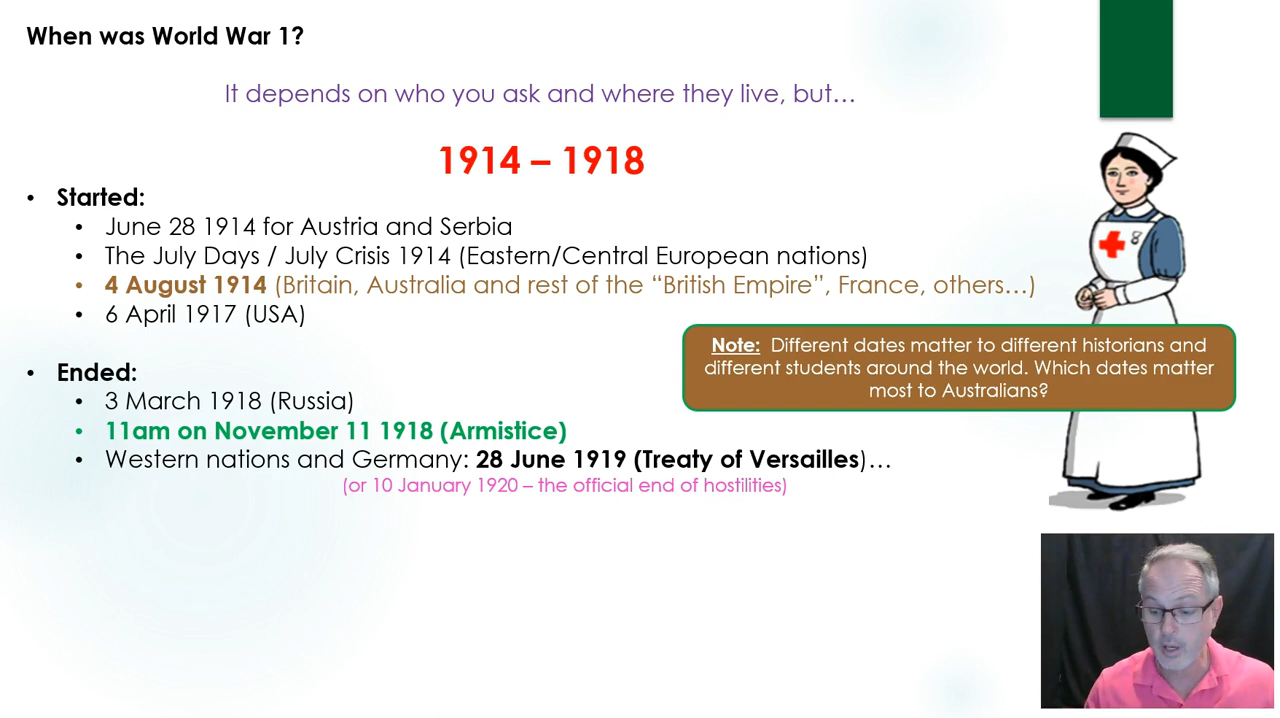 When was World War 1?
It depends on who you ask and where they live, but…
1914 – 1918
• Started:
• June 28 1914 for Austria and Serbia
• The July Days / July Crisis 1914 (Eastern/Central European nations)
• 4 August 1914 (Britain, Australia and rest of the “British Empire”, France, others…)
• 6 April 1917 (USA)
Note: Different dates matter to different historians and
different students around the world. Which dates matter
most to Australians?
• Ended:
• 3 March 1918 (Russia)
• 11am on November 11 1918 (Armistice)
• Western nations and Germany: 28 June 1919 (Treaty of Versailles)…
(or 10 January 1920 – the official end of hostilities)